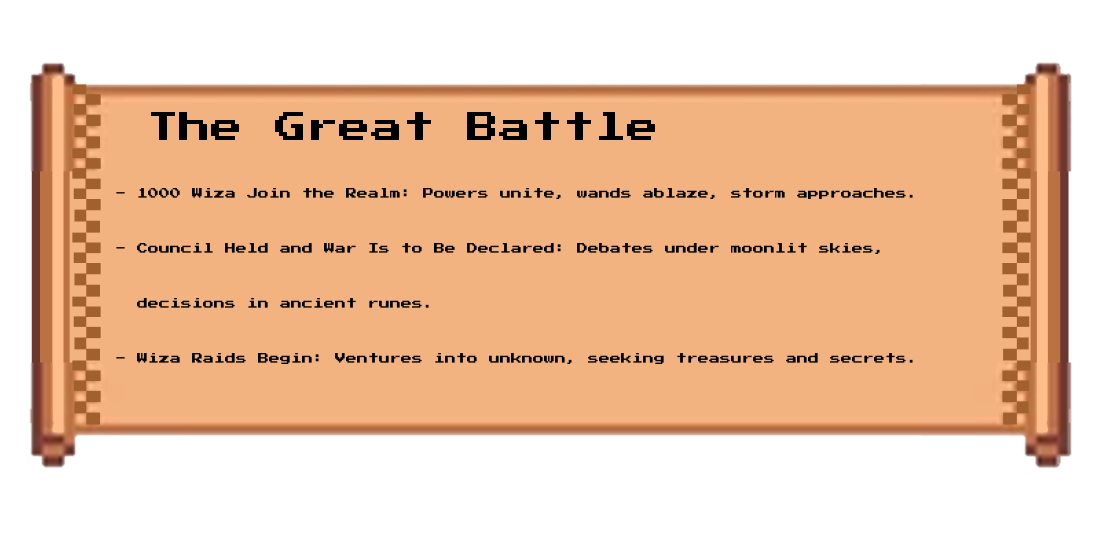 The Great Battle
- 1000 Wiza Join the Realm: Powers unite, wands ablaze, storm approaches.
- Council Held and War Is to Be Declared: Debates under moonlit skies,
decisions in ancient runes.
- Wiza Raids Begin: Ventures into unknown, seeking treasures and secrets.